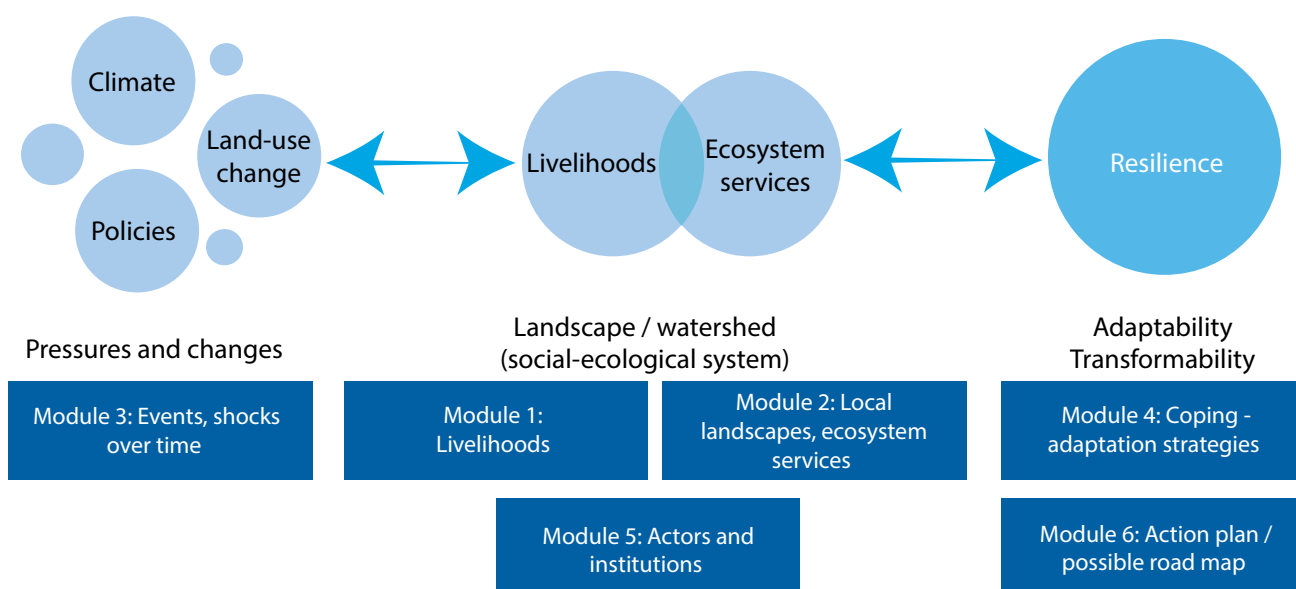 Climate
Land-use
change
Policies
Livelihoods
Ecosystem
services
Resilience
Pressures and changes
Landscape / watershed
(social-ecological system)
Adaptability
Transformability
Module 3: Events, shocks
over time
Module 1:
Livelihoods
Module 2: Local
landscapes, ecosystem
services
Module 4: Coping -
adaptation strategies
Module 5: Actors and
institutions
Module 6: Action plan /
possible road map